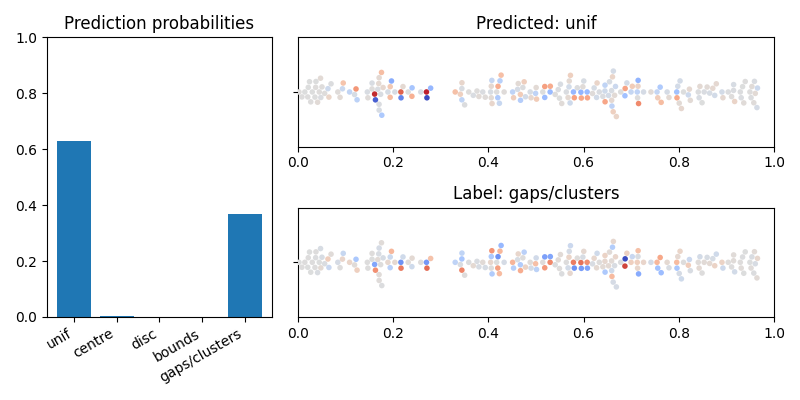 Prediction probabilities
1.0
0.8
0.6
0.4
0.2
0.0
unif
centre
disc
bounds
gaps/clusters
Predicted: unif
0.0 0.2 0.4 0.6 0.8 1.0
Label: gaps/clusters
0.0 0.2 0.4 0.6 0.8 1.0